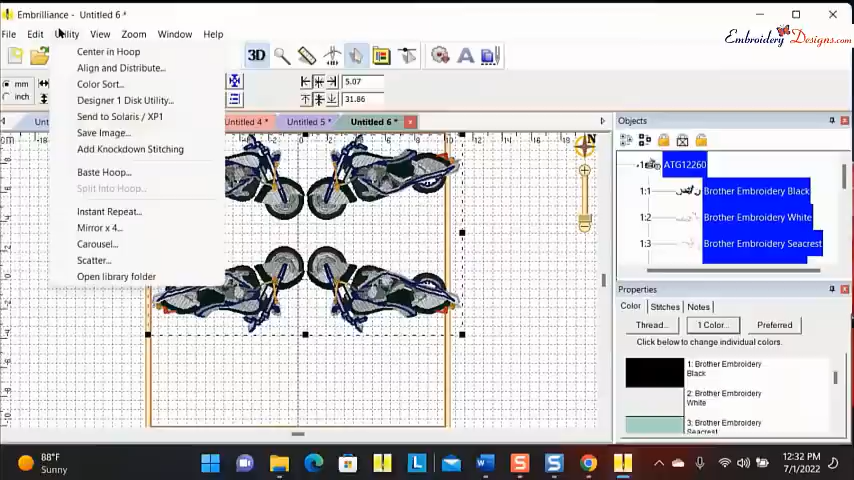 Embrilliance - Untitled 6 *
EmbroideryDesigns.com
File Edit Utility View Zoom Window Help
3D
Center in Hoop
Align and Distribute...
Color Sort...
Designer 1 Disk Utility...
Send to Solaris / XP1
Save Image...
Add Knockdown Stitching
Baste Hoop...
Split Into Hoop...
Instant Repeat...
Mirror x 4...
Carousel...
Scatter...
Open library folder
mm
inch
5.07
31.86
Unt
Untitled 4 *
Untitled 5 *
Untitled 6 *
N
Objects
ATG12260
1:1 Brother Embroidery Black
1:2 Brother Embroidery White
1:3 Brother Embroidery Seacrest
Properties
Color Stitches Notes
Thread... 1 Color... Preferred
Click below to change individual colors.
1: Brother Embroidery
Black
2: Brother Embroidery
White
3: Brother Embroidery
Seacrest
88°F
Sunny
12:32 PM
7/1/2022